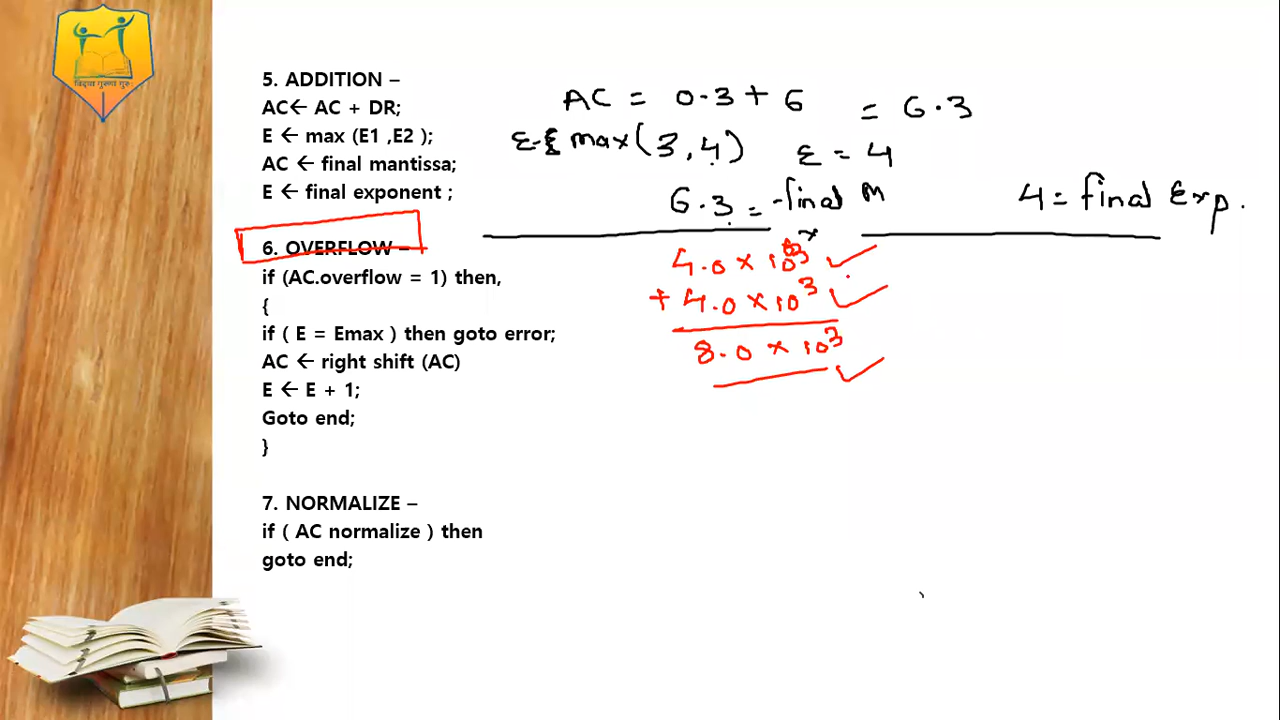 विद्यया गुरूणां गुरुः
5. ADDITION –
AC← AC + DR;
E ← max (E1 ,E2 );
AC ← final mantissa;
E ← final exponent ;
6. OVERFLOW –
if (AC.overflow = 1) then,
{
if ( E = Emax ) then goto error;
AC ← right shift (AC)
E ← E + 1;
Goto end;
}
7. NORMALIZE –
if ( AC normalize ) then
goto end;
AC = 0.3 + 6 = 6.3
max(3,4) E = 4
6.3 = final M 4 = final Exp.
4.0 × 10³
+ 4.0 × 10³
8.0 × 10³